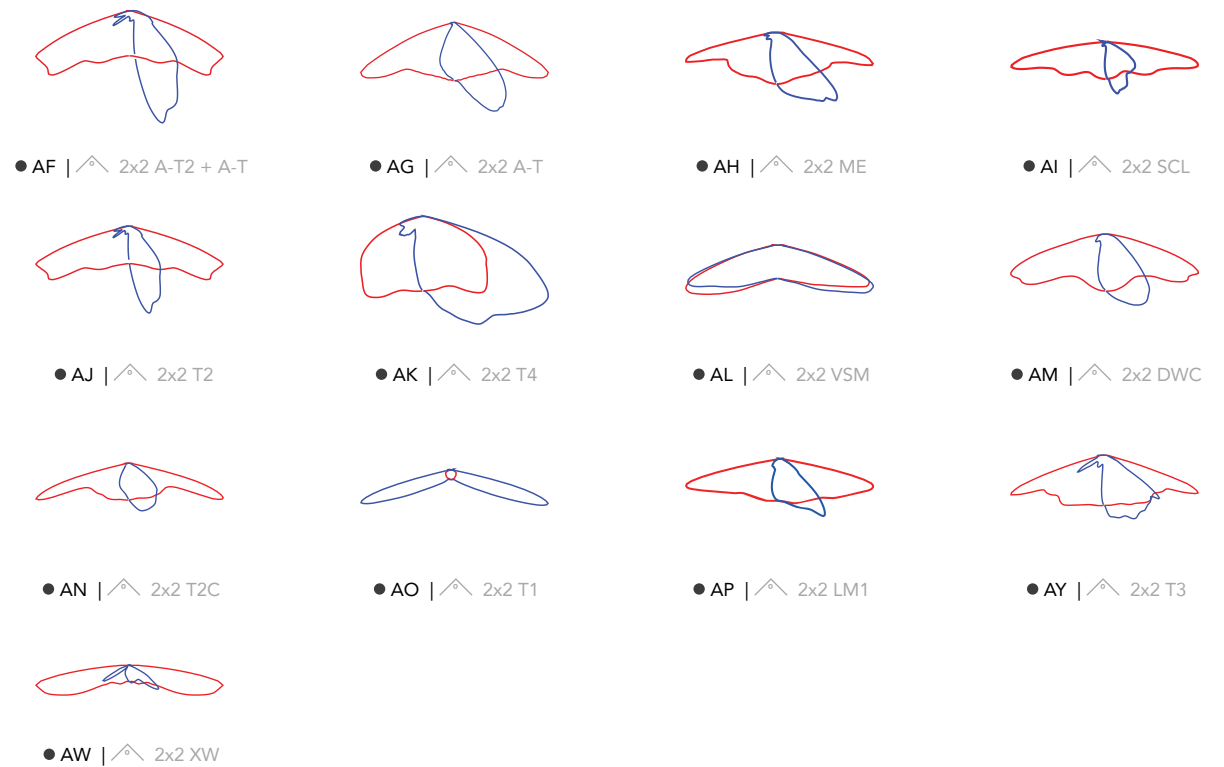 ● AF | 2x2 A-T2 + A-T
● AG | 2x2 A-T
● AH | 2x2 ME
● AI | 2x2 SCL
● AJ | 2x2 T2
● AK | 2x2 T4
● AL | 2x2 VSM
● AM | 2x2 DWC
● AN | 2x2 T2C
● AO | 2x2 T1
● AP | 2x2 LM1
● AY | 2x2 T3
● AW | 2x2 XW